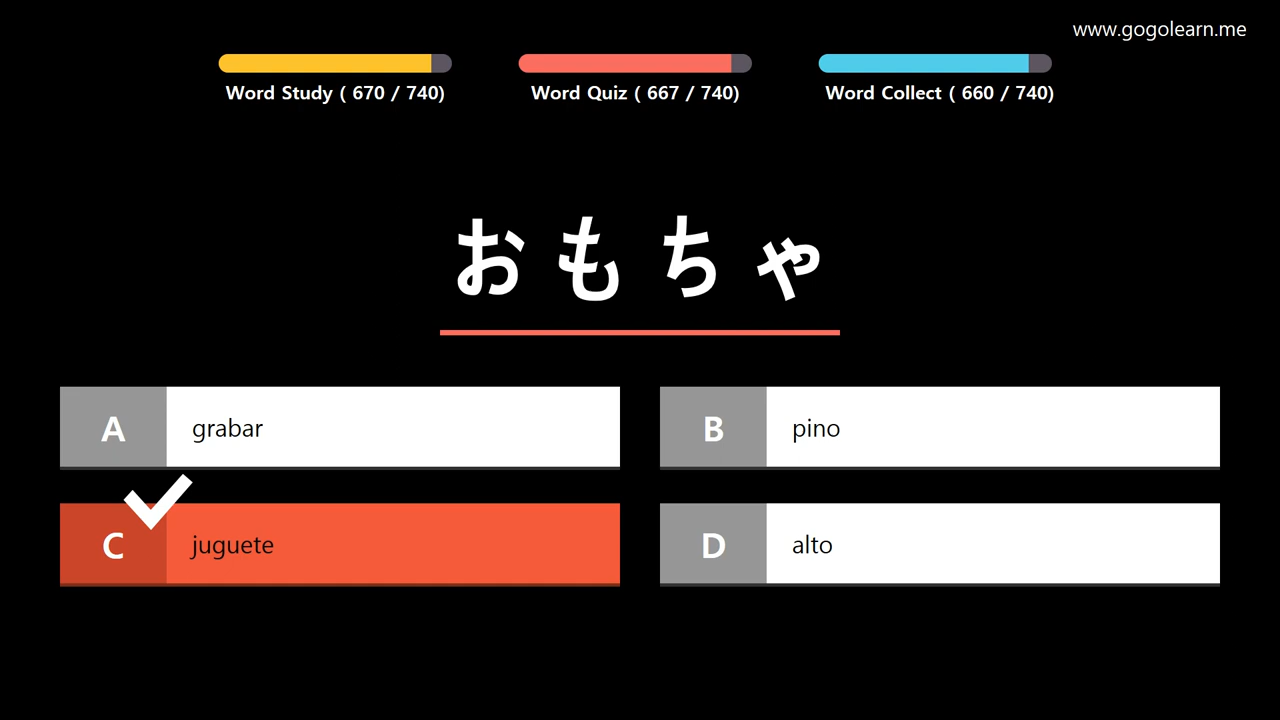 www.gogolearn.me
Word Study ( 670 / 740)
Word Quiz ( 667 / 740)
Word Collect ( 660 / 740)
おもちゃ
A grabar
B pino
C juguete
D alto